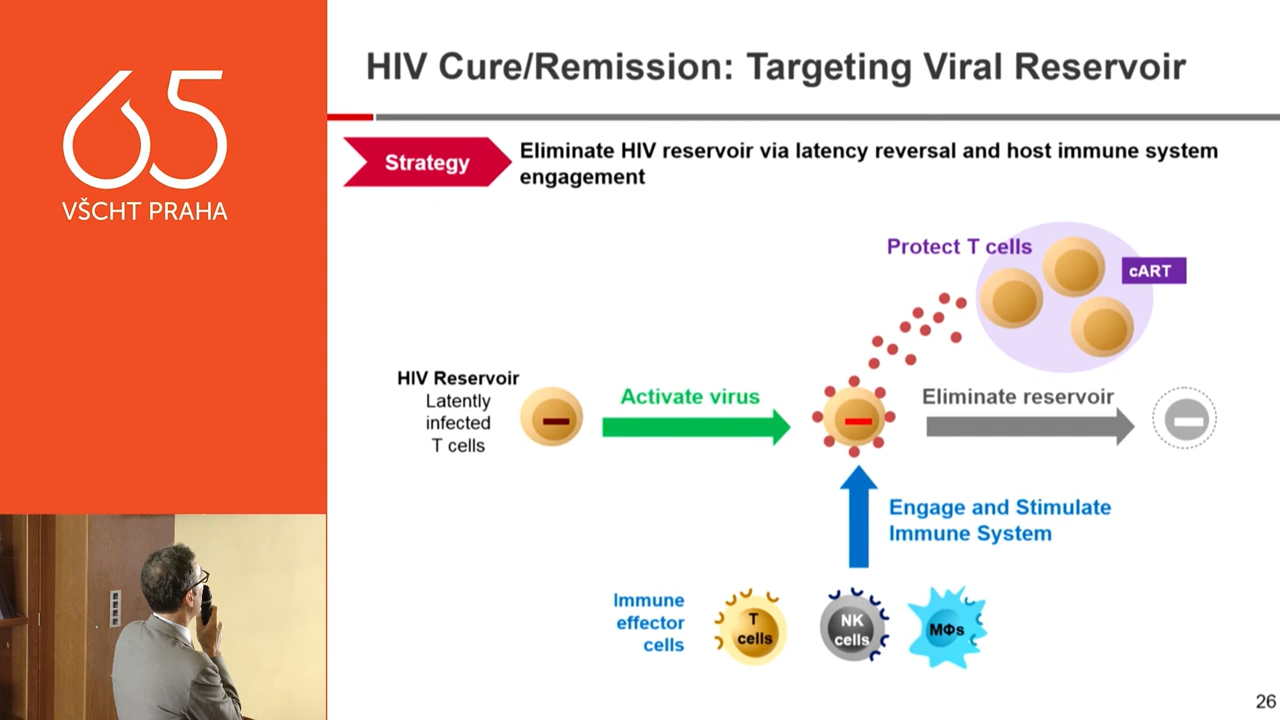 65
VŠCHT PRAHA
HIV Cure/Remission: Targeting Viral Reservoir
Strategy
Eliminate HIV reservoir via latency reversal and host immune system
engagement
Protect T cells
cART
HIV Reservoir
Latently
infected
T cells
Activate virus
Eliminate reservoir
Engage and Stimulate
Immune System
Immune
effector
cells
T
cells
NK
cells
MΦs
26